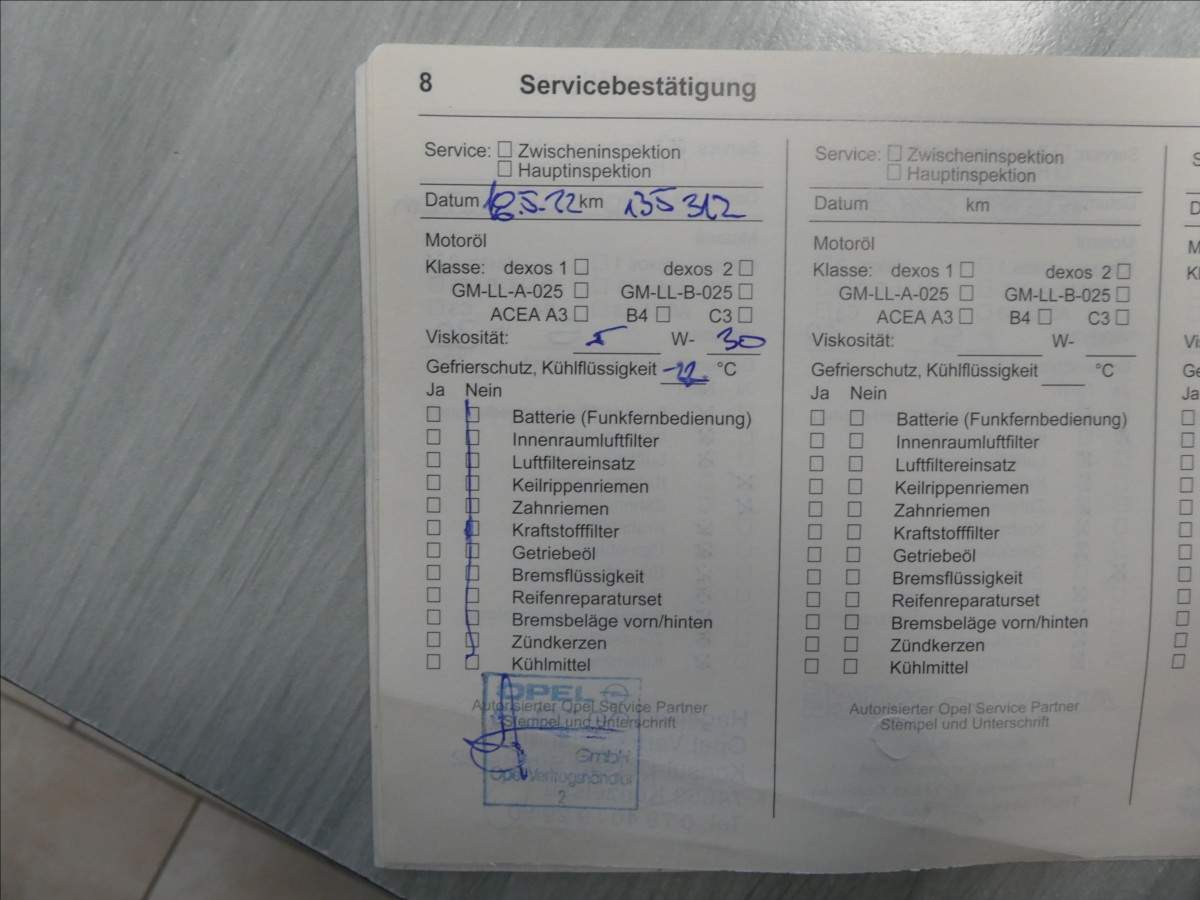 8 Servicebestätigung
Service: Zwischeninspektion
Hauptinspektion
Datum 18.5.22 km 135312
Motoröl
Klasse: dexos 1 dexos 2
GM-LL-A-025 GM-LL-B-025
ACEA A3 B4 C3
Viskosität: 5 W- 30
Gefrierschutz, Kühlflüssigkeit °C
Ja Nein
Batterie (Funkfernbedienung)
Innenraumluftfilter
Luftfiltereinsatz
Keilrippenriemen
Zahnriemen
Kraftstofffilter
Getriebeöl
Bremsflüssigkeit
Reifenreparaturset
Bremsbeläge vorn/hinten
Zündkerzen
Kühlmittel
OPEL
Autorisierter Opel Service Partner
Stempel und Unterschrift
GmbH
Opel Vertragshändler
2
Service: Zwischeninspektion
Hauptinspektion
Datum km
Motoröl
Klasse: dexos 1 dexos 2
GM-LL-A-025 GM-LL-B-025
ACEA A3 B4 C3
Viskosität: W-
Gefrierschutz, Kühlflüssigkeit °C
Ja Nein
Batterie (Funkfernbedienung)
Innenraumluftfilter
Luftfiltereinsatz
Keilrippenriemen
Zahnriemen
Kraftstofffilter
Getriebeöl
Bremsflüssigkeit
Reifenreparaturset
Bremsbeläge vorn/hinten
Zündkerzen
Kühlmittel
Autorisierter Opel Service Partner
Stempel und Unterschrift
Ja